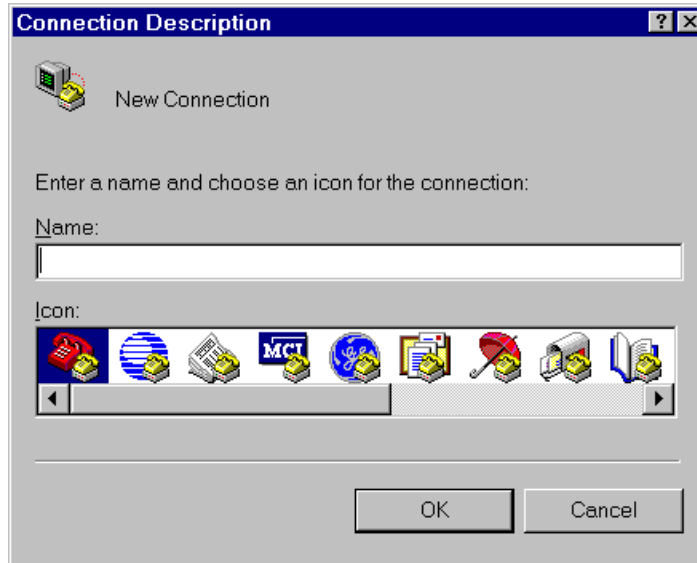 Connection Description
New Connection
Enter a name and choose an icon for the connection:
Name:
Icon:
MCI
OK Cancel